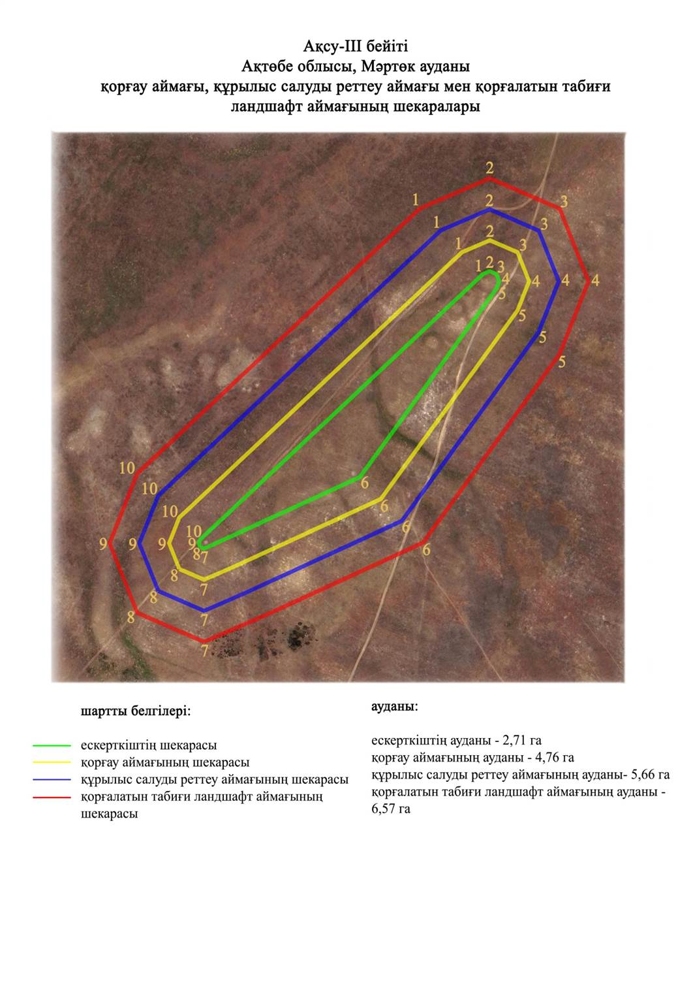 Ақсу-III бейіті
Ақтөбе облысы, Мәртөк ауданы
қорғау аймағы, құрылыс салуды реттеу аймағы мен қорғалатын табиғи
ландшафт аймағының шекаралары
2
1
3
2
1
3
2
1
3
1 2 3
4
4
4
4
5
5
5
5
10
10
10
10
6
6
6
6
9
9
9
9
8
7
8
7
8
7
8
7
шартты белгілері:
ескерткіштің шекарасы
қорғау аймағының шекарасы
құрылыс салуды реттеу аймағының шекарасы
қорғалатын табиғи ландшафт аймағының
шекарасы
ауданы:
ескерткіштің ауданы - 2,71 га
қорғау аймағының ауданы - 4,76 га
құрылыс салуды реттеу аймағының ауданы- 5,66 га
қорғалатын табиғи ландшафт аймағының ауданы -
6,57 га